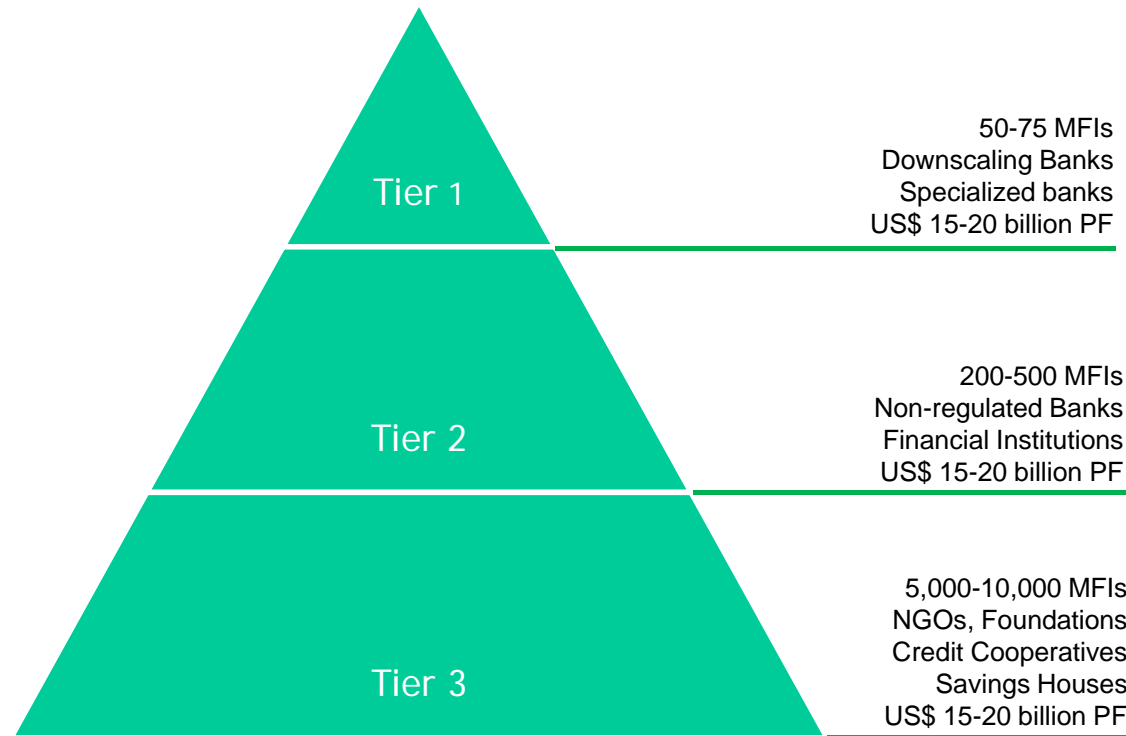 50-75 MFIs
Downscaling Banks
Specialized banks
US$ 15-20 billion PF
Tier 1
200-500 MFIs
Non-regulated Banks
Financial Institutions
US$ 15-20 billion PF
Tier 2
5,000-10,000 MFIs
NGOs, Foundations
Credit Cooperatives
Savings Houses
US$ 15-20 billion PF
Tier 3